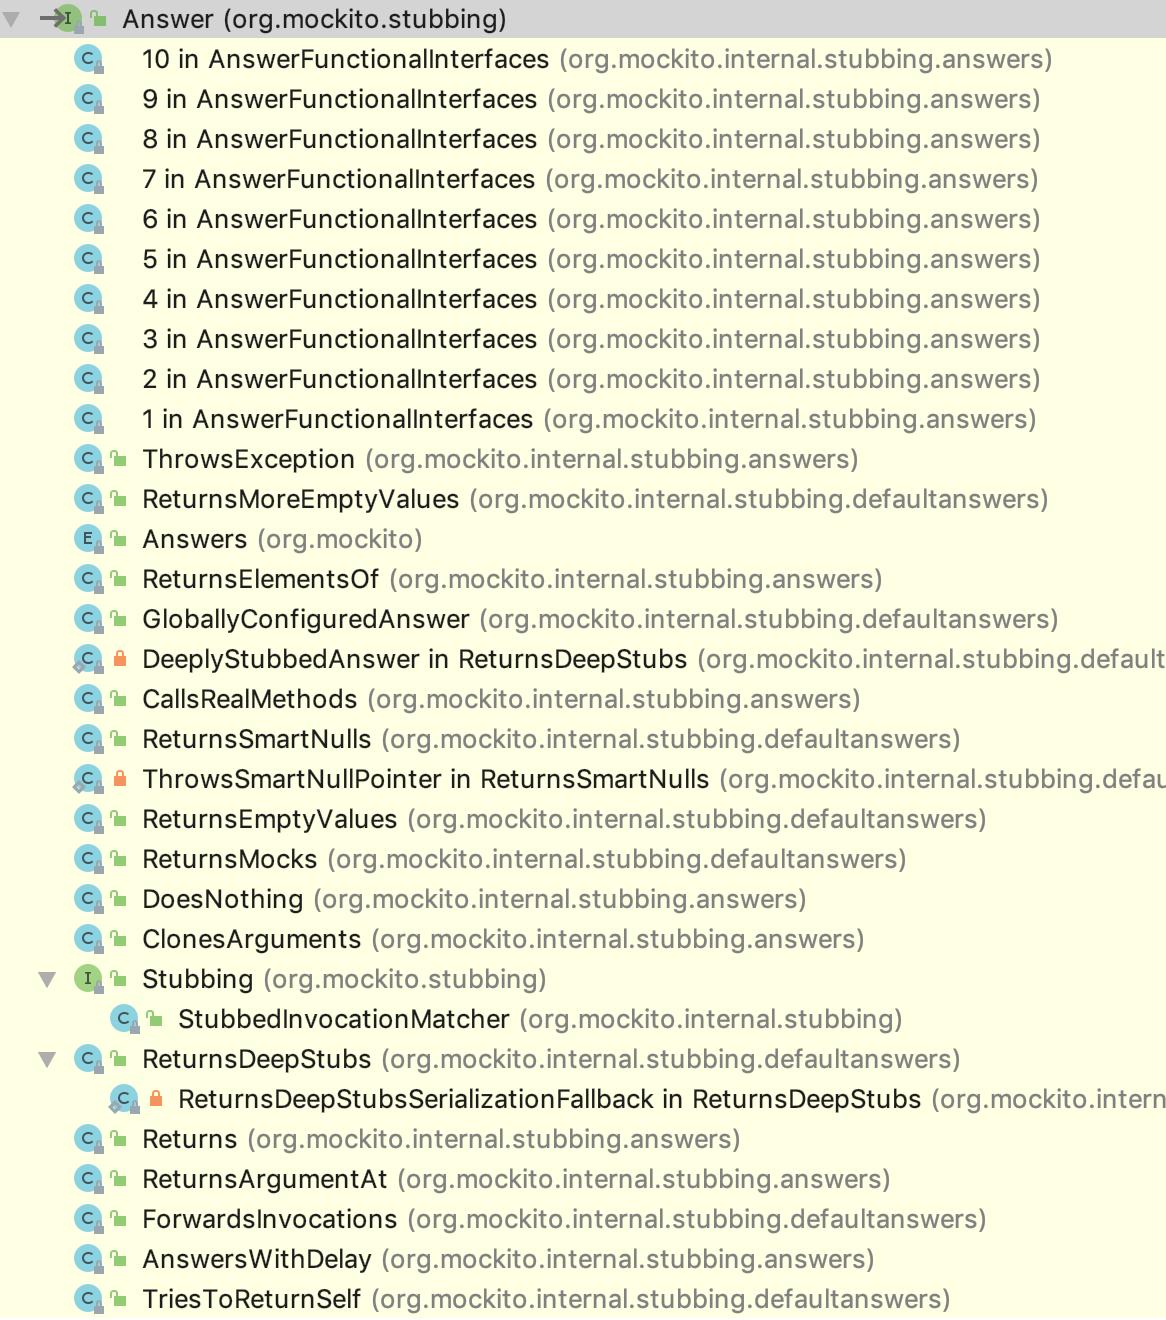 I Answer (org.mockito.stubbing)
C 10 in AnswerFunctionalInterfaces (org.mockito.internal.stubbing.answers)
C 9 in AnswerFunctionalInterfaces (org.mockito.internal.stubbing.answers)
C 8 in AnswerFunctionalInterfaces (org.mockito.internal.stubbing.answers)
C 7 in AnswerFunctionalInterfaces (org.mockito.internal.stubbing.answers)
C 6 in AnswerFunctionalInterfaces (org.mockito.internal.stubbing.answers)
C 5 in AnswerFunctionalInterfaces (org.mockito.internal.stubbing.answers)
C 4 in AnswerFunctionalInterfaces (org.mockito.internal.stubbing.answers)
C 3 in AnswerFunctionalInterfaces (org.mockito.internal.stubbing.answers)
C 2 in AnswerFunctionalInterfaces (org.mockito.internal.stubbing.answers)
C 1 in AnswerFunctionalInterfaces (org.mockito.internal.stubbing.answers)
C ThrowsException (org.mockito.internal.stubbing.answers)
C ReturnsMoreEmptyValues (org.mockito.internal.stubbing.defaultanswers)
E Answers (org.mockito)
C ReturnsElementsOf (org.mockito.internal.stubbing.answers)
C GloballyConfiguredAnswer (org.mockito.internal.stubbing.defaultanswers)
C DeeplyStubbedAnswer in ReturnsDeepStubs (org.mockito.internal.stubbing.default
C CallsRealMethods (org.mockito.internal.stubbing.answers)
C ReturnsSmartNulls (org.mockito.internal.stubbing.defaultanswers)
C ThrowsSmartNullPointer in ReturnsSmartNulls (org.mockito.internal.stubbing.defau
C ReturnsEmptyValues (org.mockito.internal.stubbing.defaultanswers)
C ReturnsMocks (org.mockito.internal.stubbing.defaultanswers)
C DoesNothing (org.mockito.internal.stubbing.answers)
C ClonesArguments (org.mockito.internal.stubbing.answers)
I Stubbing (org.mockito.stubbing)
C StubbedInvocationMatcher (org.mockito.internal.stubbing)
C ReturnsDeepStubs (org.mockito.internal.stubbing.defaultanswers)
C ReturnsDeepStubsSerializationFallback in ReturnsDeepStubs (org.mockito.intern
C Returns (org.mockito.internal.stubbing.answers)
C ReturnsArgumentAt (org.mockito.internal.stubbing.answers)
C ForwardsInvocations (org.mockito.internal.stubbing.defaultanswers)
C AnswersWithDelay (org.mockito.internal.stubbing.answers)
C TriesToReturnSelf (org.mockito.internal.stubbing.defaultanswers)